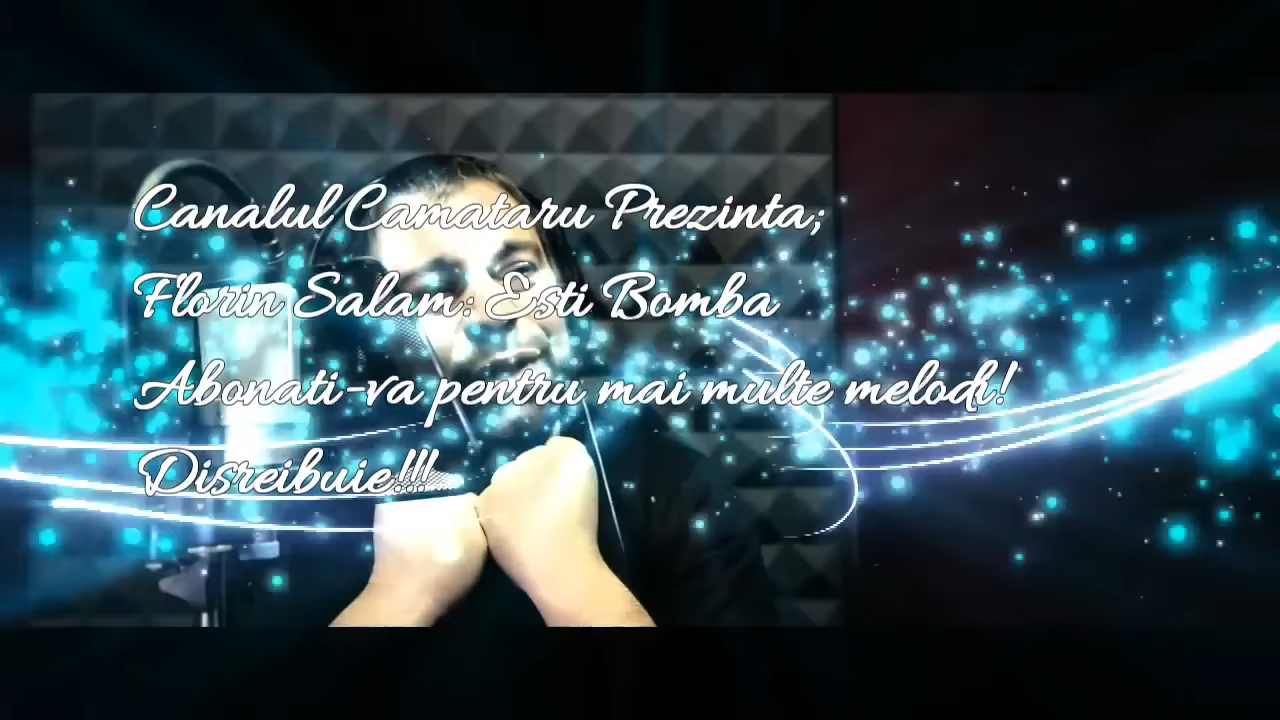 Canalul Camataru Prezinta;
Florin Salam: Esti Bomba
Abonati-va pentru mai multe melodi!
Disreibuie!!!